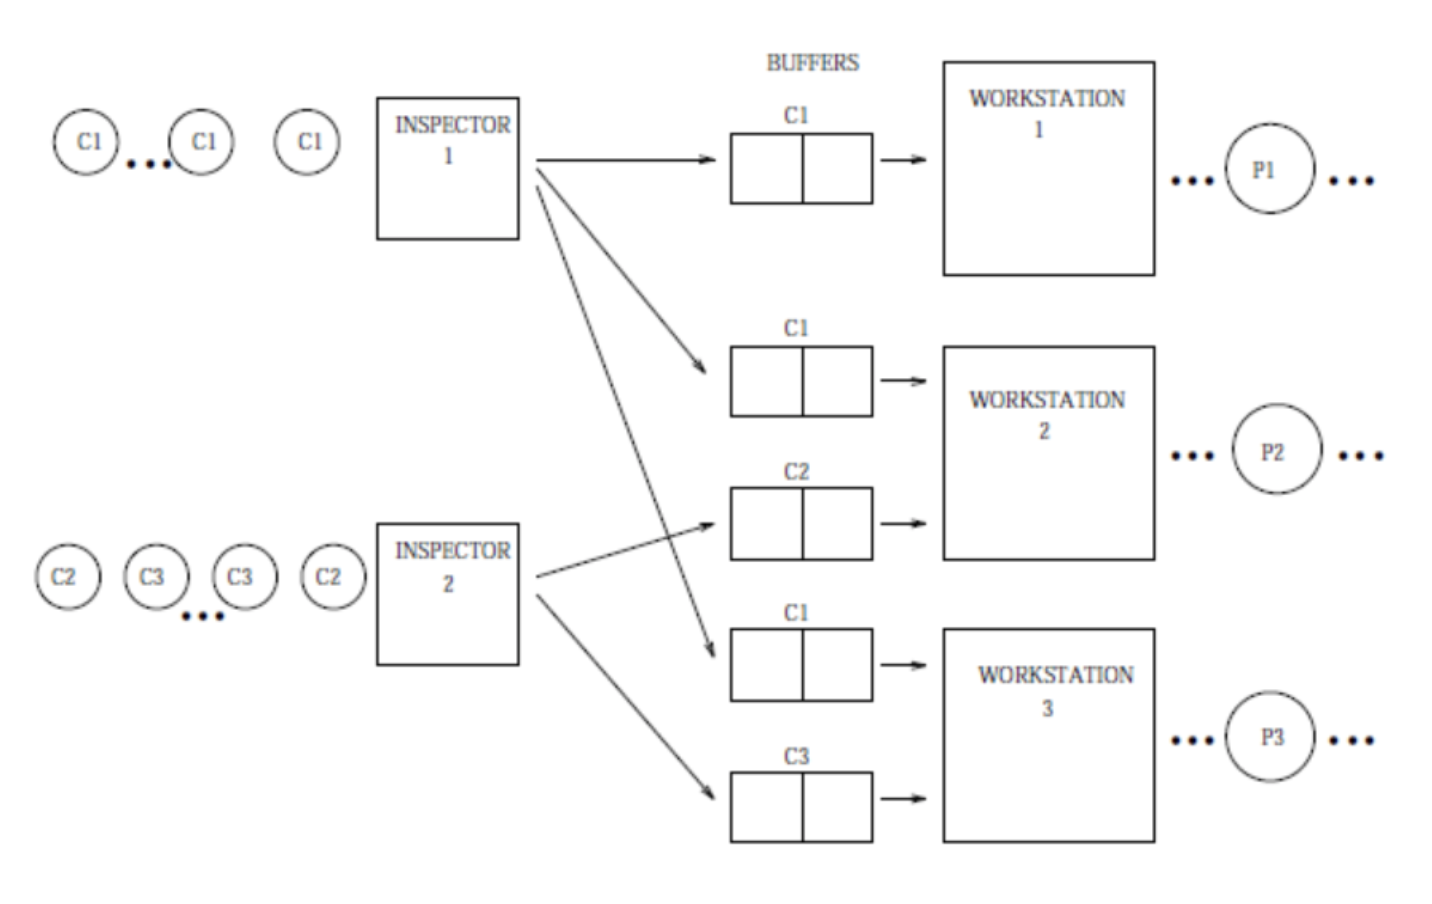 BUFFERS
C1
WORKSTATION
1
C1
C1
C1
INSPECTOR
1
P1
C1
WORKSTATION
2
P2
C2
INSPECTOR
2
C2
C3
C3
C2
C1
WORKSTATION
3
P3
C3